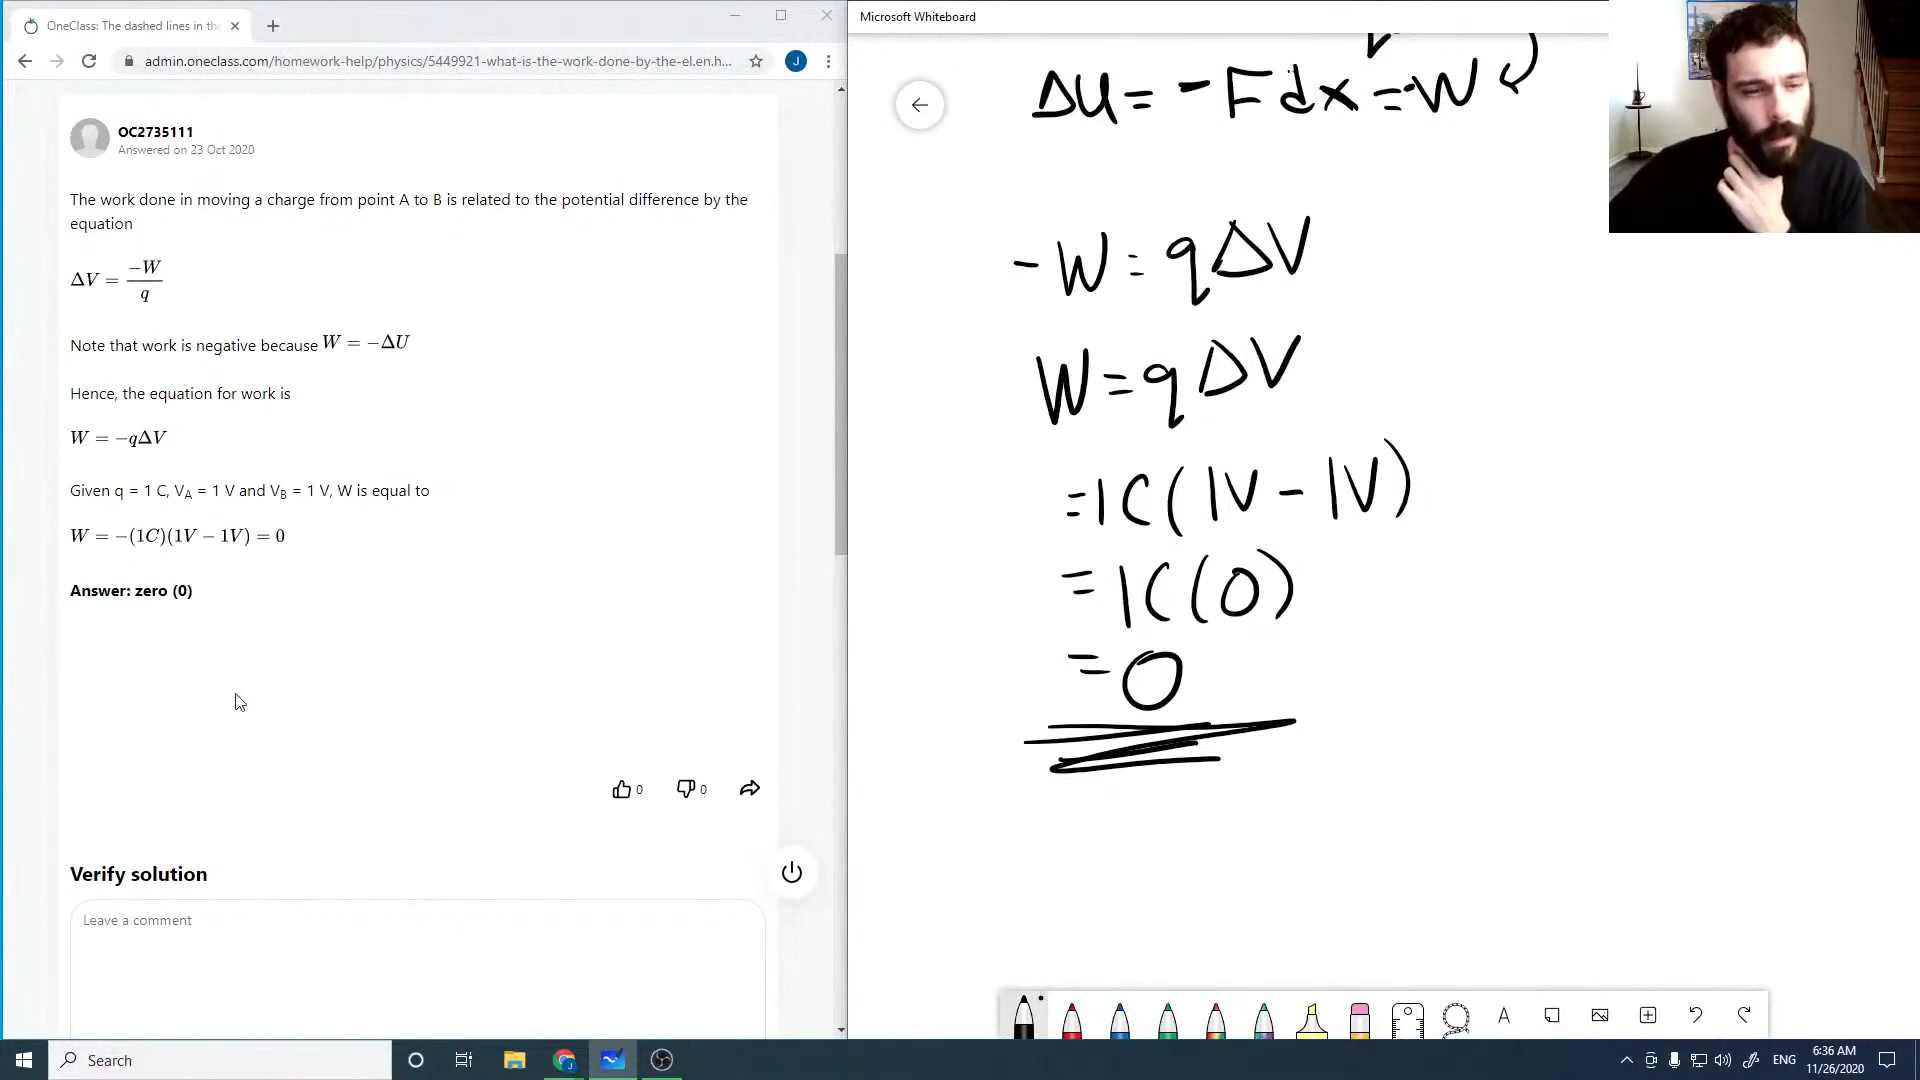 OneClass: The dashed lines in the
admin.oneclass.com/homework-help/physics/5449921-what-is-the-work-done-by-the-el.en.h...
J
OC2735111
Answered on 23 Oct 2020
The work done in moving a charge from point A to B is related to the potential difference by the
equation
ΔV = −W/q
Note that work is negative because W = −ΔU
Hence, the equation for work is
W = −qΔV
Given q = 1 C, V_A = 1 V and V_B = 1 V, W is equal to
W = −(1C)(1V − 1V) = 0
Answer: zero (0)
0
0
Verify solution
Leave a comment
Microsoft Whiteboard
ΔU = -Fdx = -W
-W = qΔV
W = qΔV
= 1C(1V - 1V)
= 1C(0)
= 0
Search
ENG
6:36 AM
11/26/2020